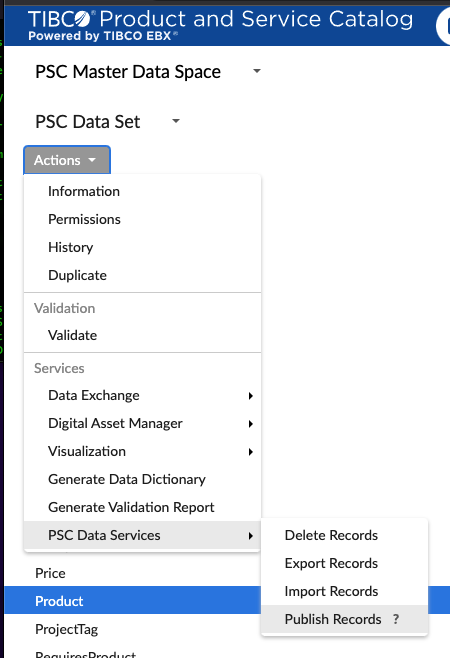 TIBCO® Product and Service Catalog
Powered by TIBCO EBX®
PSC Master Data Space
PSC Data Set
Actions
Information
Permissions
History
Duplicate
Validation
Validate
Services
Data Exchange
Digital Asset Manager
Visualization
Generate Data Dictionary
Generate Validation Report
PSC Data Services
Delete Records
Export Records
Import Records
Publish Records ?
Price
Product
ProjectTag
RequiresProduct